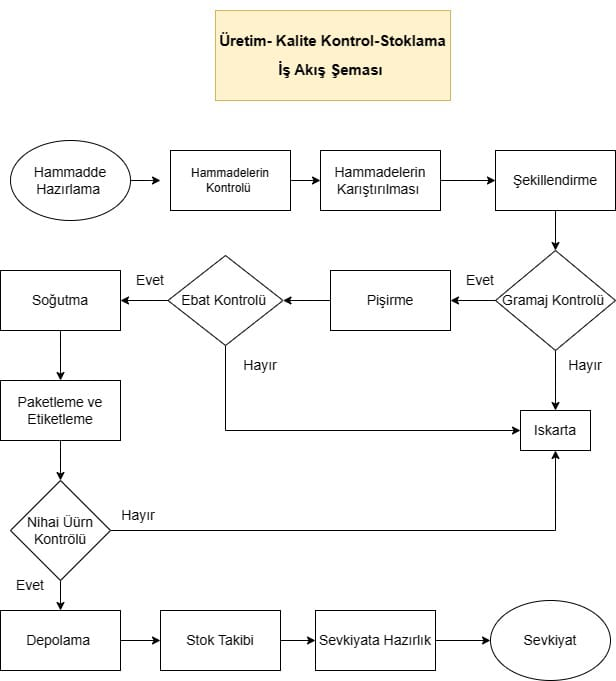 Üretim- Kalite Kontrol-Stoklama
İş Akış Şeması
Hammadde
Hazırlama
Hammadelerin
Kontrolü
Hammadelerin
Karıştırılması
Şekillendirme
Soğutma
Evet
Ebat Kontrolü
Pişirme
Evet
Gramaj Kontrolü
Hayır
Hayır
Paketleme ve
Etiketleme
Iskarta
Nihai Üürn
Kontrölü
Hayır
Evet
Depolama
Stok Takibi
Sevkiyata Hazırlık
Sevkiyat